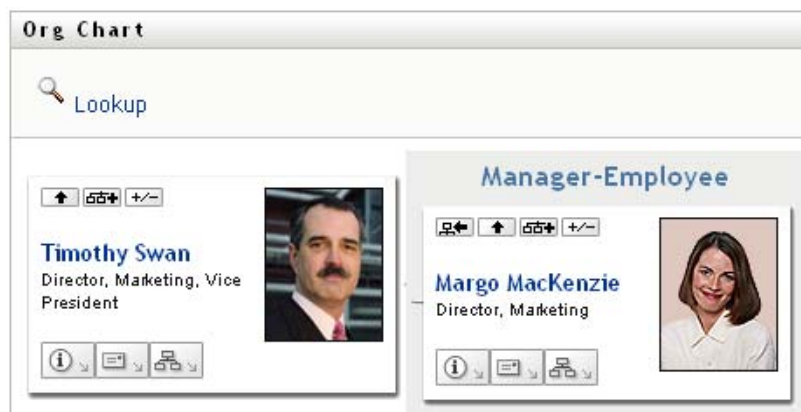 Org Chart
Lookup
Manager-Employee
+/-
Timothy Swan
Director, Marketing, Vice
President
+/-
Margo MacKenzie
Director, Marketing